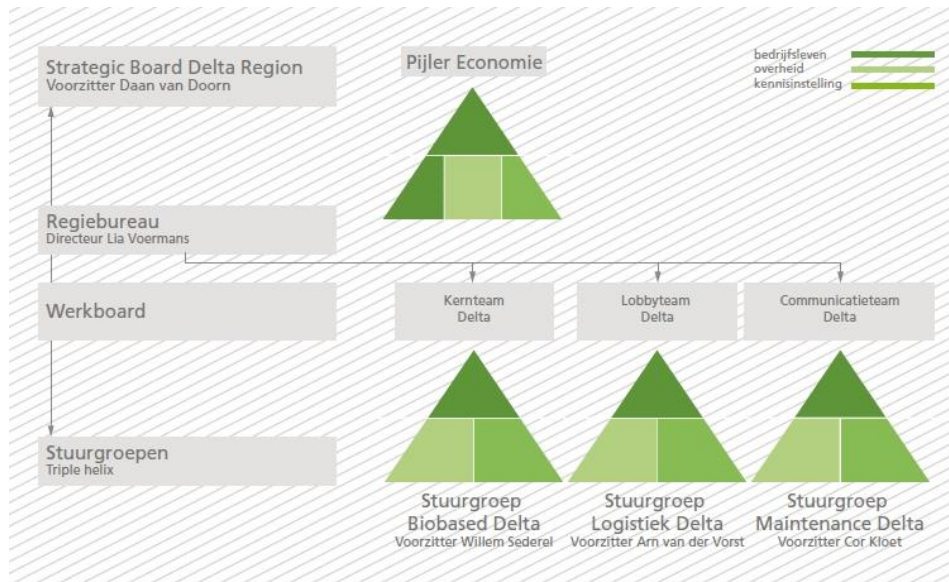 Strategic Board Delta Region
Voorzitter Daan van Doorn
Pijler Economie
bedrijfsleven
overheid
kennisinstelling
Regiebureau
Directeur Lia Voermans
Werkboard
Kernteam
Delta
Lobbyteam
Delta
Communicatieteam
Delta
Stuurgroepen
Triple helix
Stuurgroep
Biobased Delta
Voorzitter Willem Sederel
Stuurgroep
Logistiek Delta
Voorzitter Arn van der Vorst
Stuurgroep
Maintenance Delta
Voorzitter Cor Kloet